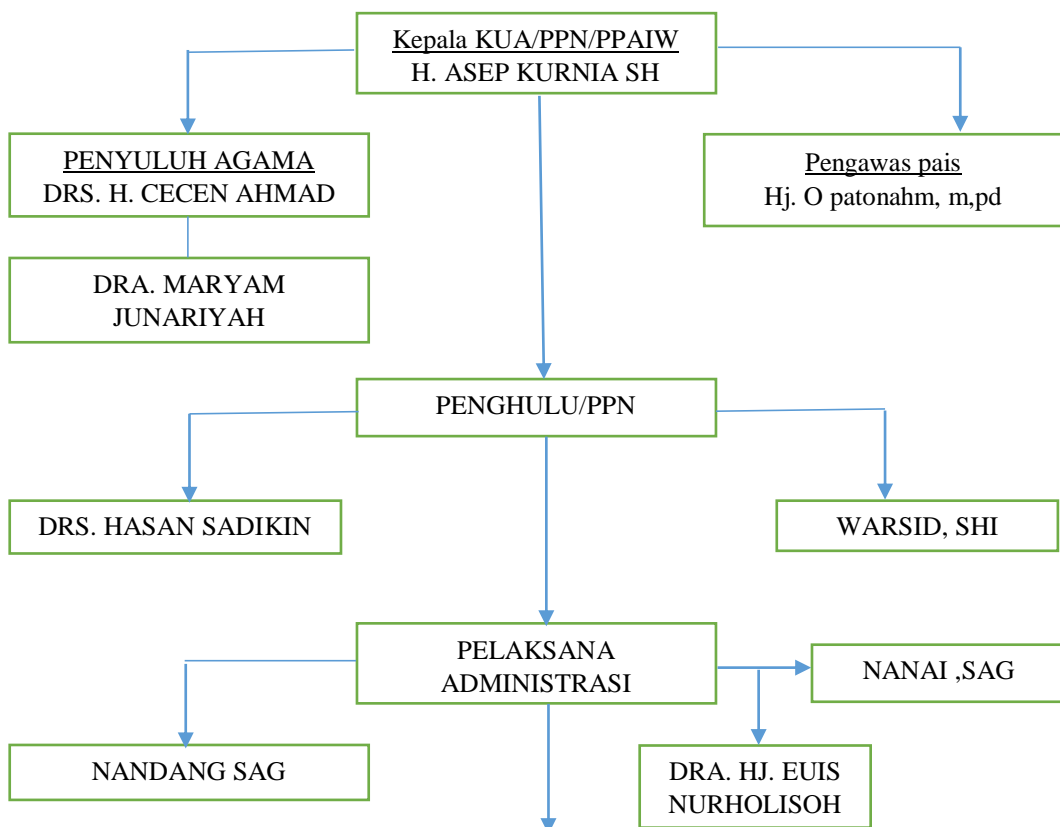 Kepala KUA/PPN/PPAIW
H. ASEP KURNIA SH
PENYULUH AGAMA
DRS. H. CECEN AHMAD
Pengawas pais
Hj. O patonahm, m,pd
DRA. MARYAM
JUNARIYAH
PENGHULU/PPN
DRS. HASAN SADIKIN
WARSID, SHI
PELAKSANA
ADMINISTRASI
NANAI ,SAG
NANDANG SAG
DRA. HJ. EUIS
NURHOLISOH